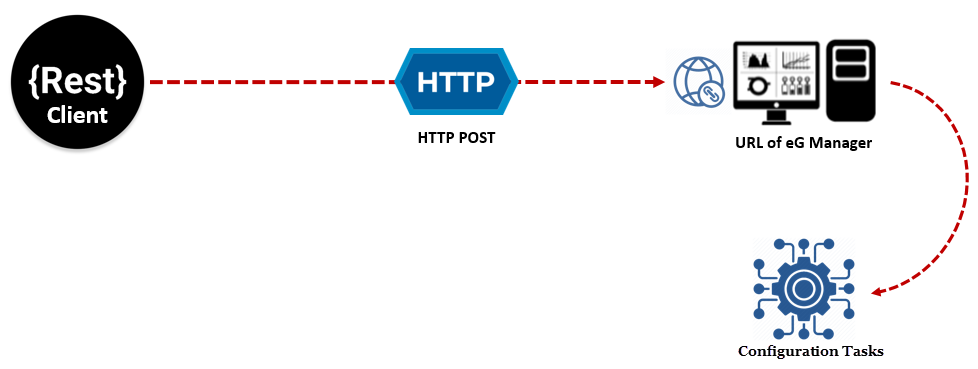 {Rest}
Client
HTTP
HTTP POST
URL of eG Manager
Configuration Tasks